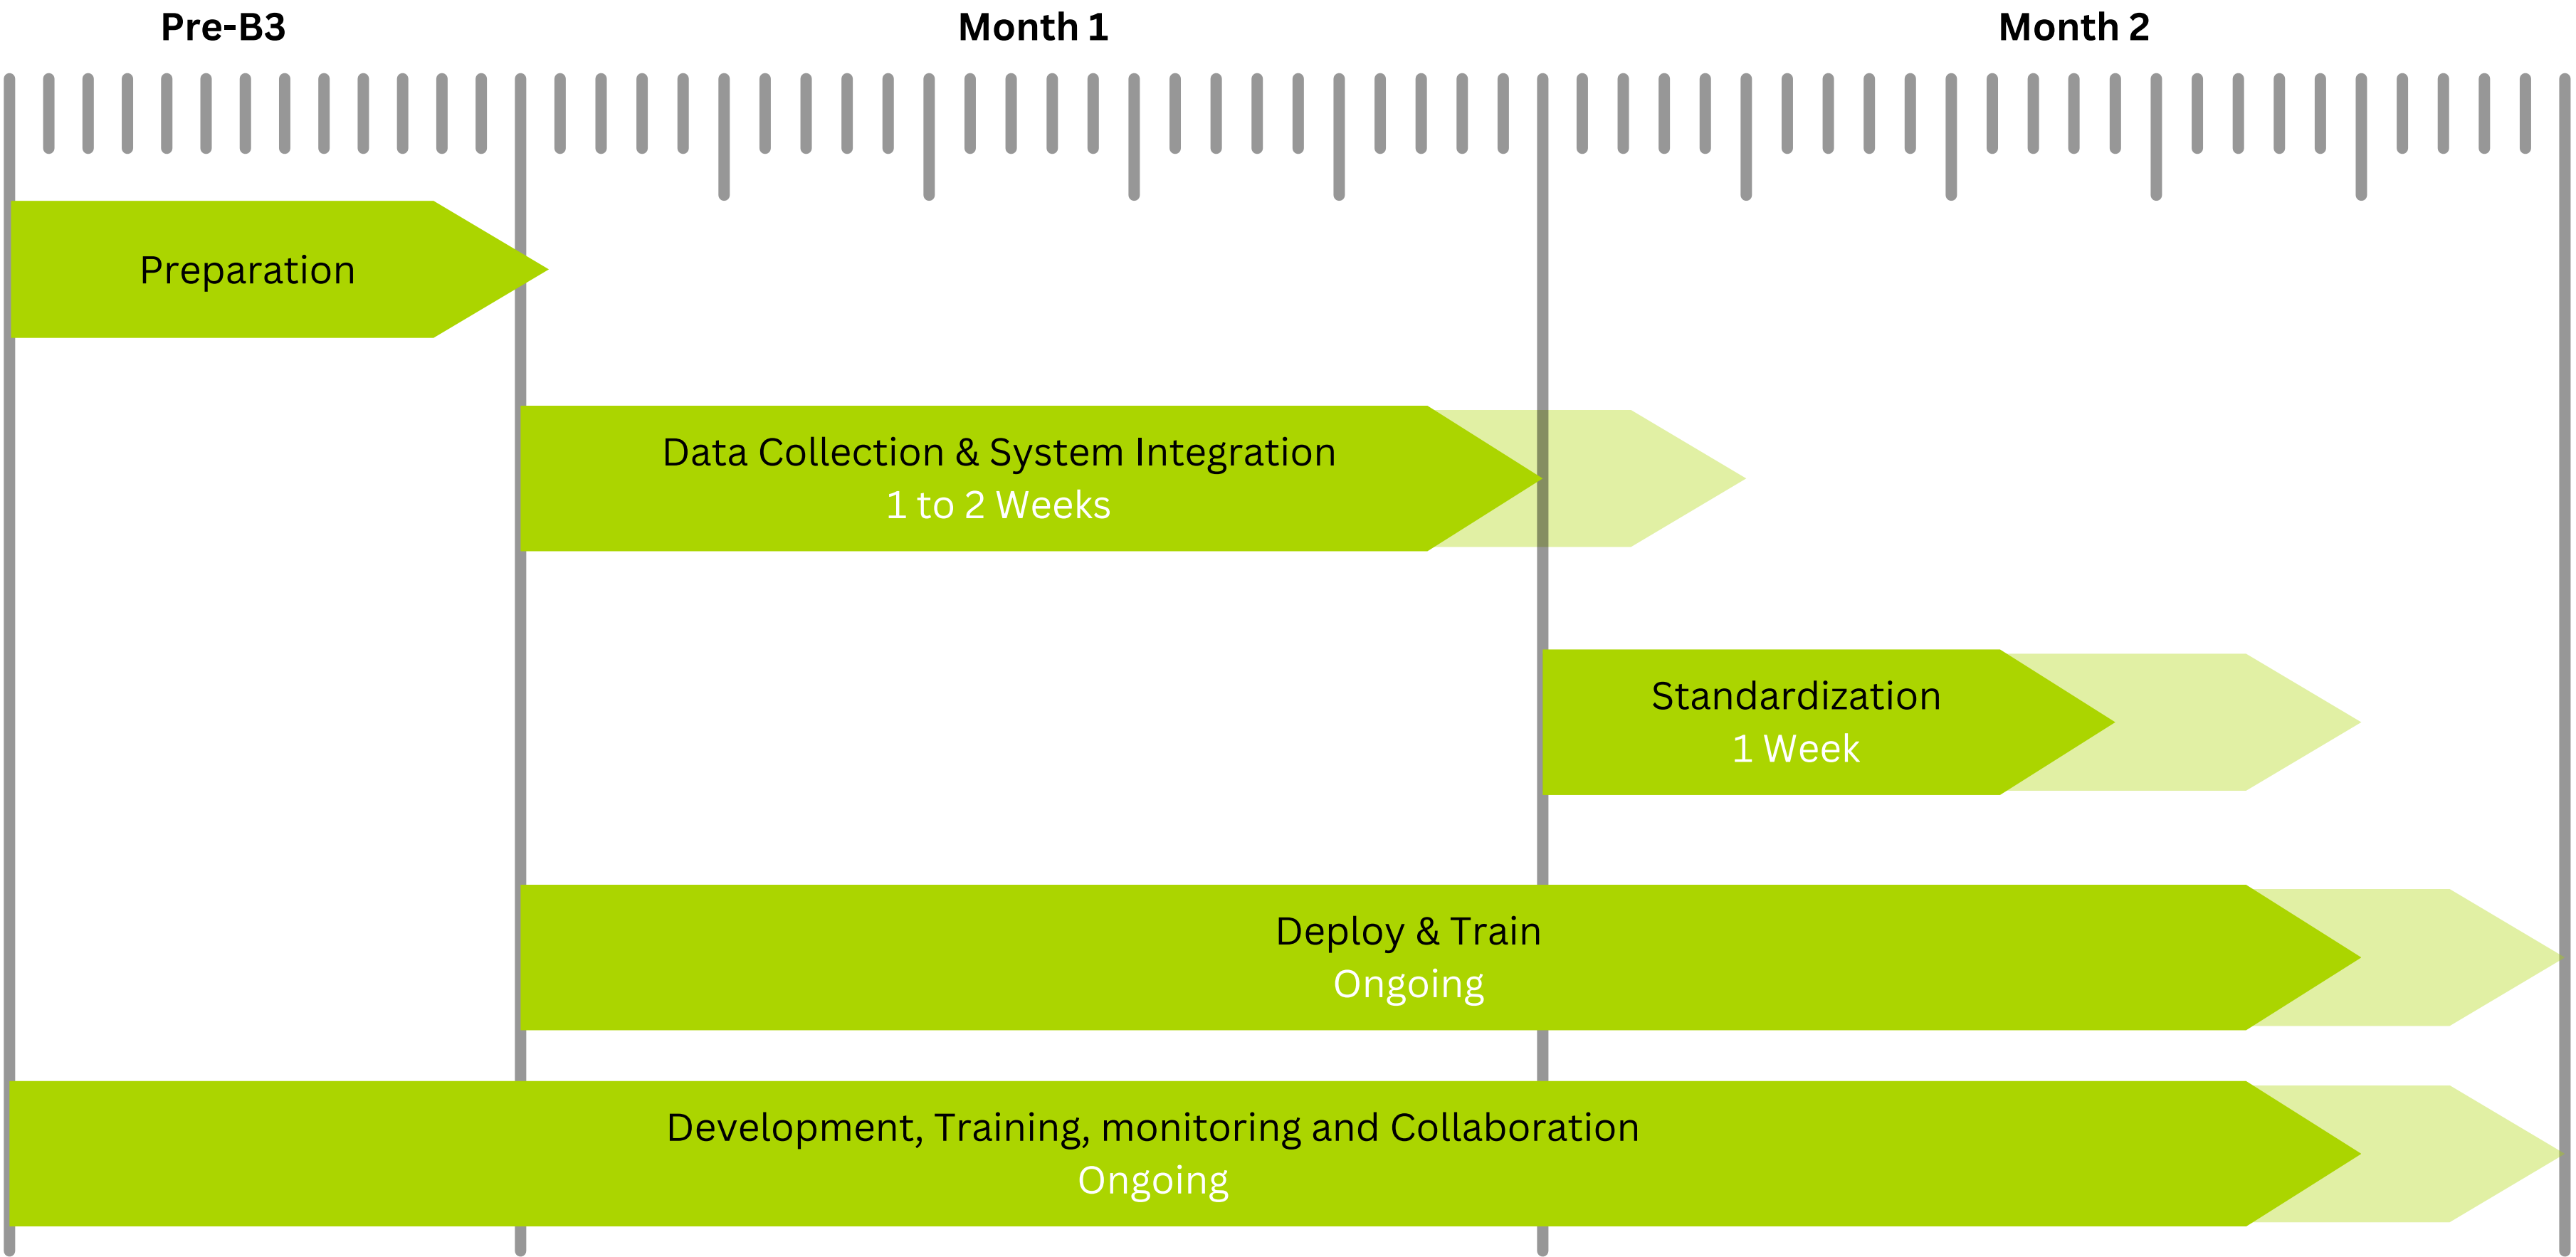 Pre-B3
Month 1
Month 2
Preparation
Data Collection & System Integration
1 to 2 Weeks
Standardization
1 Week
Deploy & Train
Ongoing
Development, Training, monitoring and Collaboration
Ongoing